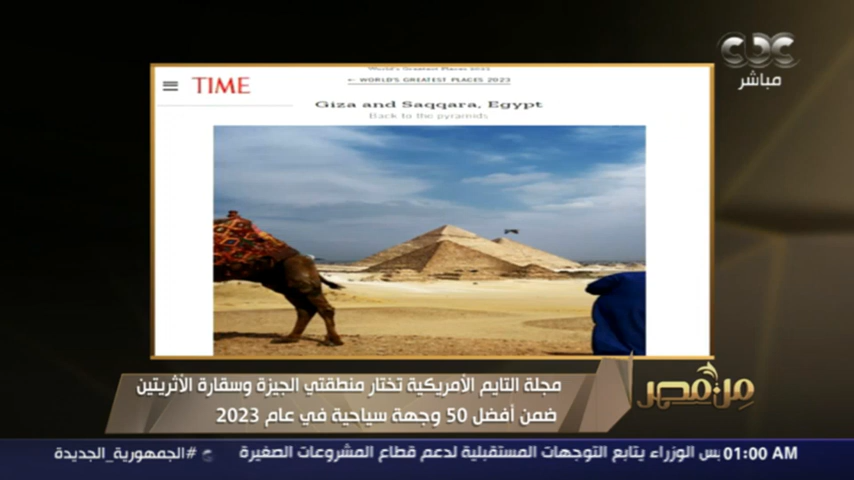 CBC
مباشر
World's Greatest Places 2023
TIME
← WORLD'S GREATEST PLACES 2023
Giza and Saqqara, Egypt
Back to the pyramids
مجلة التايم الأمريكية تختار منطقتي الجيزة وسقارة الأثريتين
ضمن أفضل 50 وجهة سياحية في عام 2023
من مصر
01:00 AM
يس الوزراء يتابع التوجهات المستقبلية لدعم قطاع المشروعات الصغيرة
#الجمهورية_الجديدة